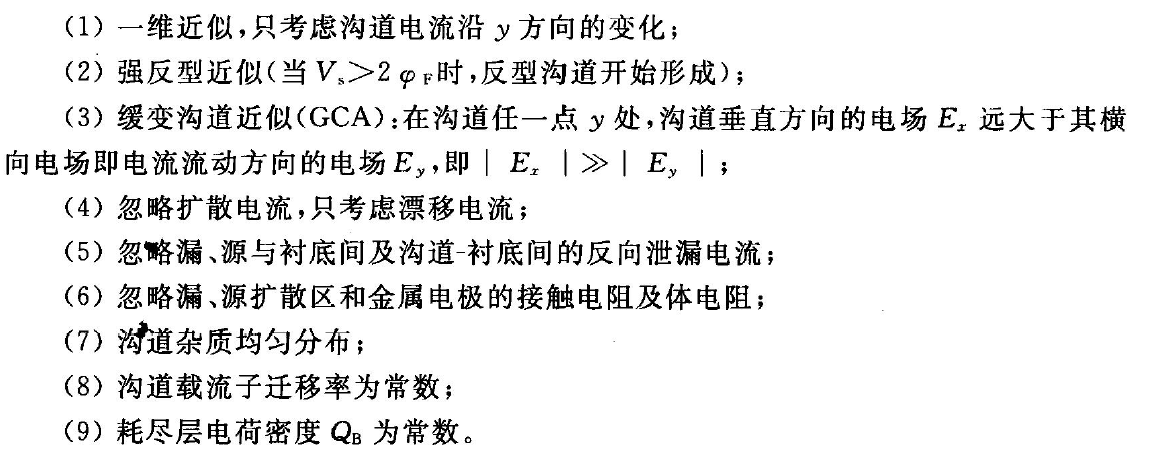 (1) 一维近似,只考虑沟道电流沿 y 方向的变化;
(2) 强反型近似(当 Vs>2 φF时,反型沟道开始形成);
(3) 缓变沟道近似(GCA):在沟道任一点 y 处,沟道垂直方向的电场 Ex 远大于其横
向电场即电流流动方向的电场 Ey,即 | Ex |≫| Ey | ;
(4) 忽略扩散电流,只考虑漂移电流;
(5) 忽略漏、源与衬底间及沟道-衬底间的反向泄漏电流;
(6) 忽略漏、源扩散区和金属电极的接触电阻及体电阻;
(7) 沟道杂质均匀分布;
(8) 沟道载流子迁移率为常数;
(9) 耗尽层电荷密度 QB 为常数。